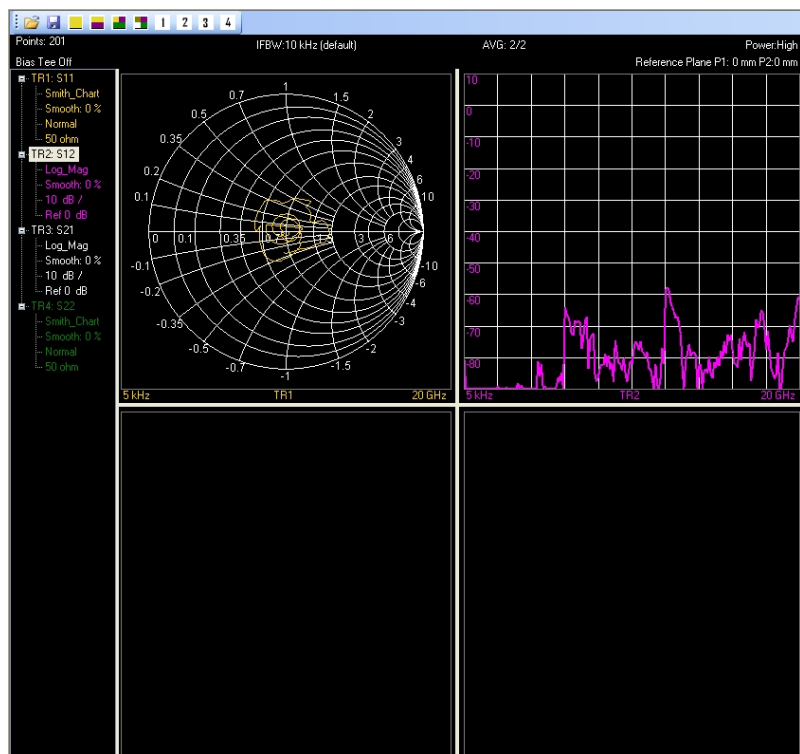 1 2 3 4
Points: 201 IFBW:10 kHz (default) AVG: 2/2 Power:High
Bias Tee Off Reference Plane P1: 0 mm P2:0 mm
TR1: S11
Smith_Chart
Smooth: 0 %
Normal
50 ohm
TR2: S12
Log_Mag
Smooth: 0 %
10 dB /
Ref 0 dB
TR3: S21
Log_Mag
Smooth: 0 %
10 dB /
Ref 0 dB
TR4: S22
Smith_Chart
Smooth: 0 %
Normal
50 ohm
1
0.7 1.5
0.5 2
0.35 3
4
0.2 6
0.1 10
0 0.1 0.35 0.7 1.5 3 6
-0.1 -10
-0.2 -6
-4
-0.35 -3
-0.5 -2
-0.7 -1.5
-1
5 kHz TR1 20 GHz
10
0
-10
-20
-30
-40
-50
-60
-70
-80
5 kHz TR2 20 GHz